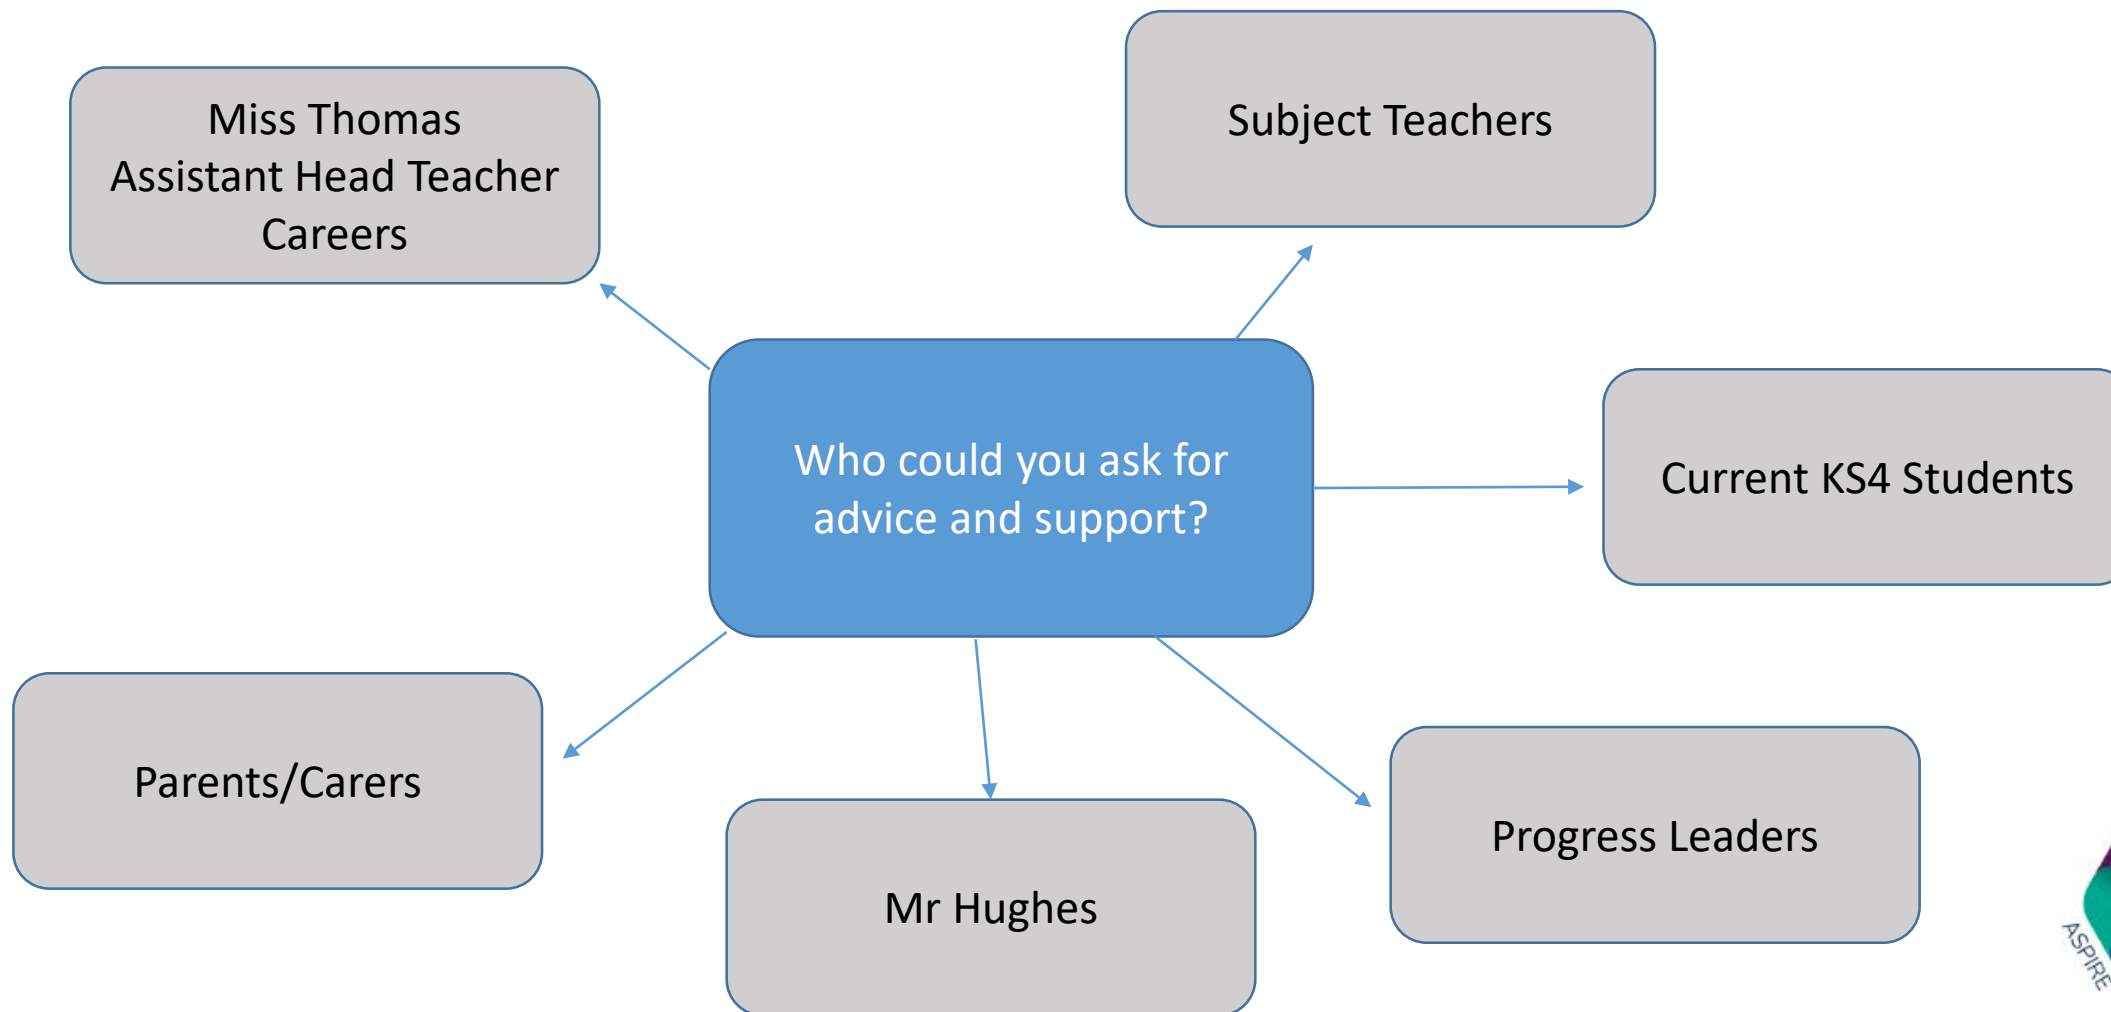 Miss Thomas
Assistant Head Teacher
Careers
Subject Teachers
Who could you ask for
advice and support?
Current KS4 Students
Parents/Carers
Mr Hughes
Progress Leaders
ASPIRE